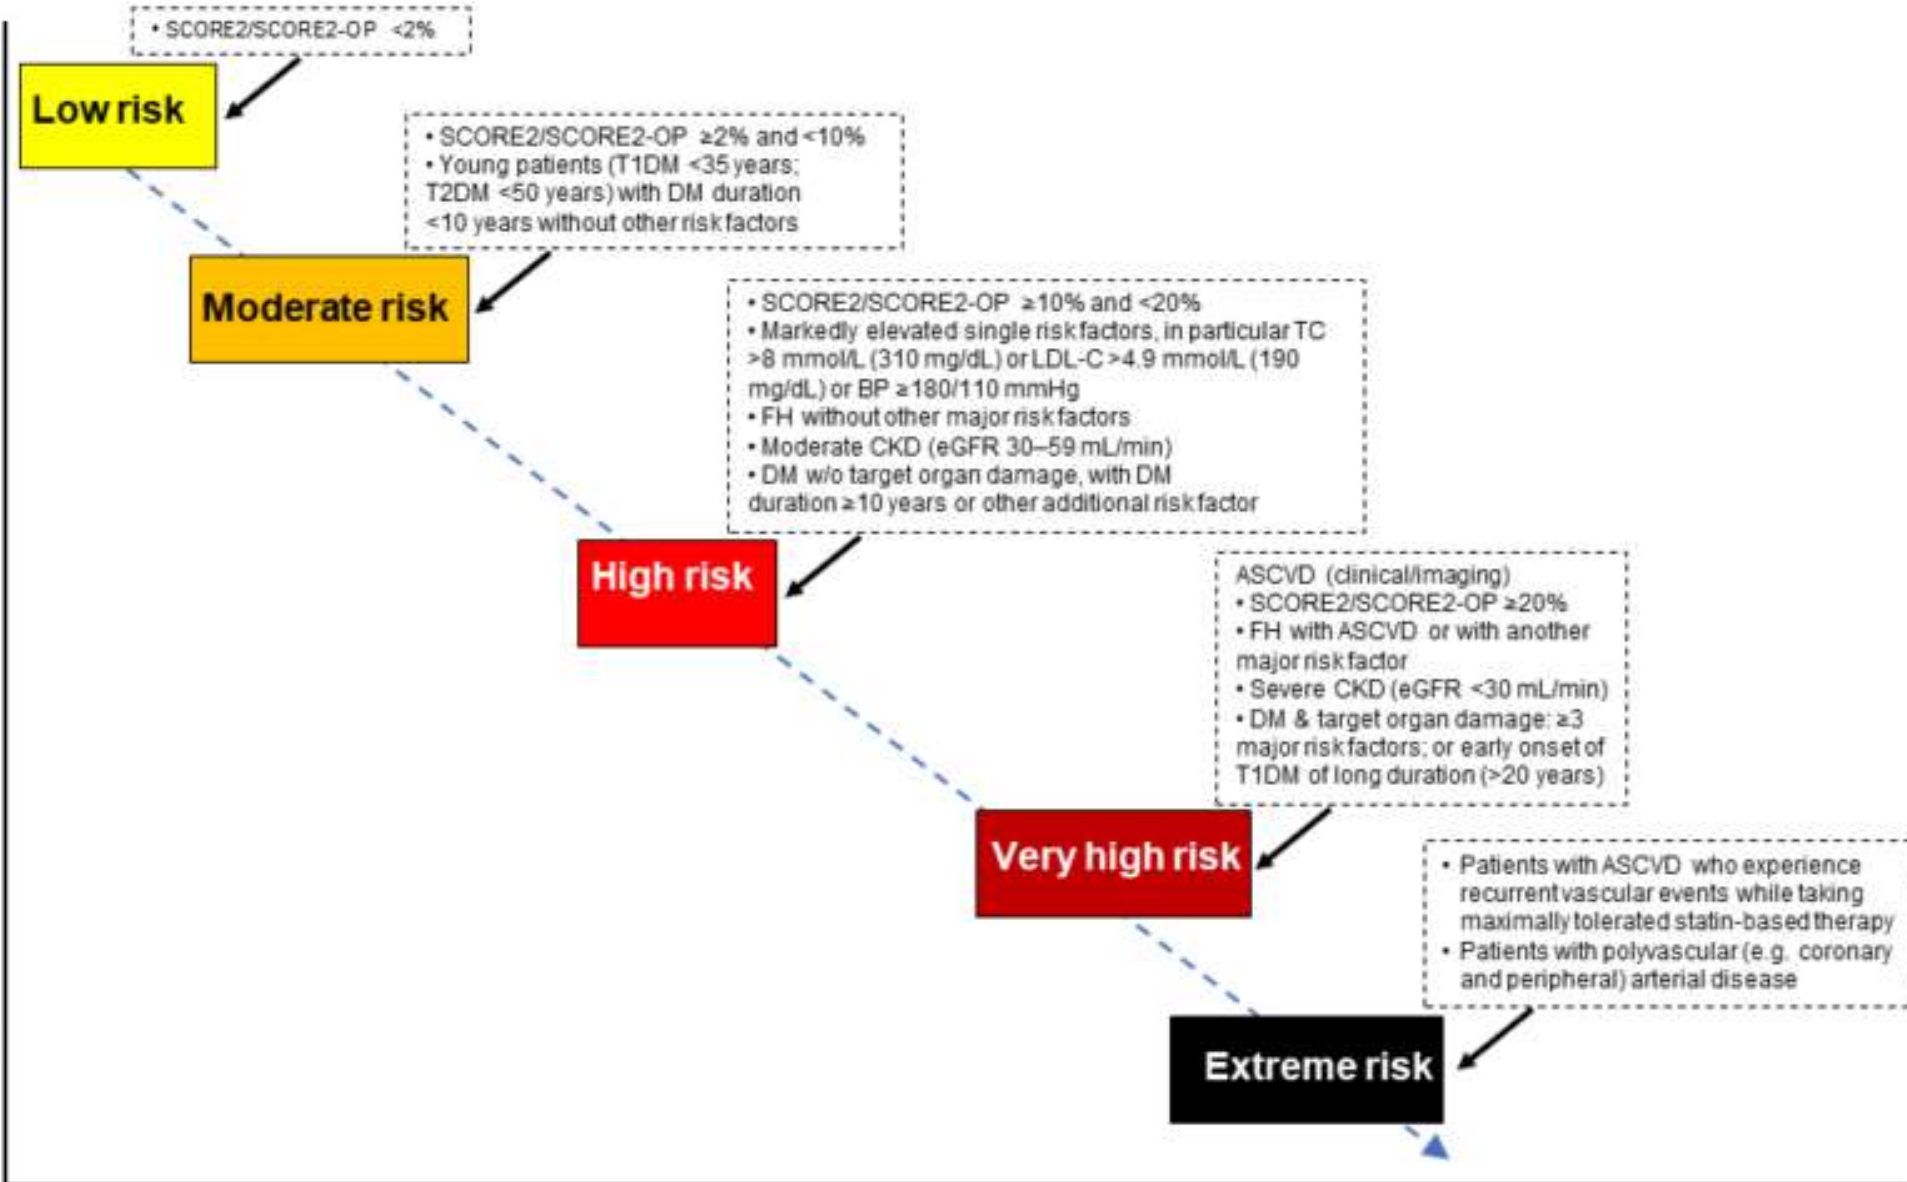 • SCORE2/SCORE2-OP <2%
Low risk
• SCORE2/SCORE2-OP ≥2% and <10%
• Young patients (T1DM <35 years;
T2DM <50 years) with DM duration
<10 years without other risk factors
Moderate risk
• SCORE2/SCORE2-OP ≥10% and <20%
• Markedly elevated single risk factors, in particular TC
>8 mmol/L (310 mg/dL) or LDL-C >4.9 mmol/L (190
mg/dL) or BP ≥180/110 mmHg
• FH without other major risk factors
• Moderate CKD (eGFR 30–59 mL/min)
• DM w/o target organ damage, with DM
duration ≥10 years or other additional risk factor
High risk
ASCVD (clinical/imaging)
• SCORE2/SCORE2-OP ≥20%
• FH with ASCVD or with another
major risk factor
• Severe CKD (eGFR <30 mL/min)
• DM & target organ damage: ≥3
major risk factors; or early onset of
T1DM of long duration (>20 years)
Very high risk
• Patients with ASCVD who experience
recurrent vascular events while taking
maximally tolerated statin-based therapy
• Patients with polyvascular (e.g. coronary
and peripheral) arterial disease
Extreme risk